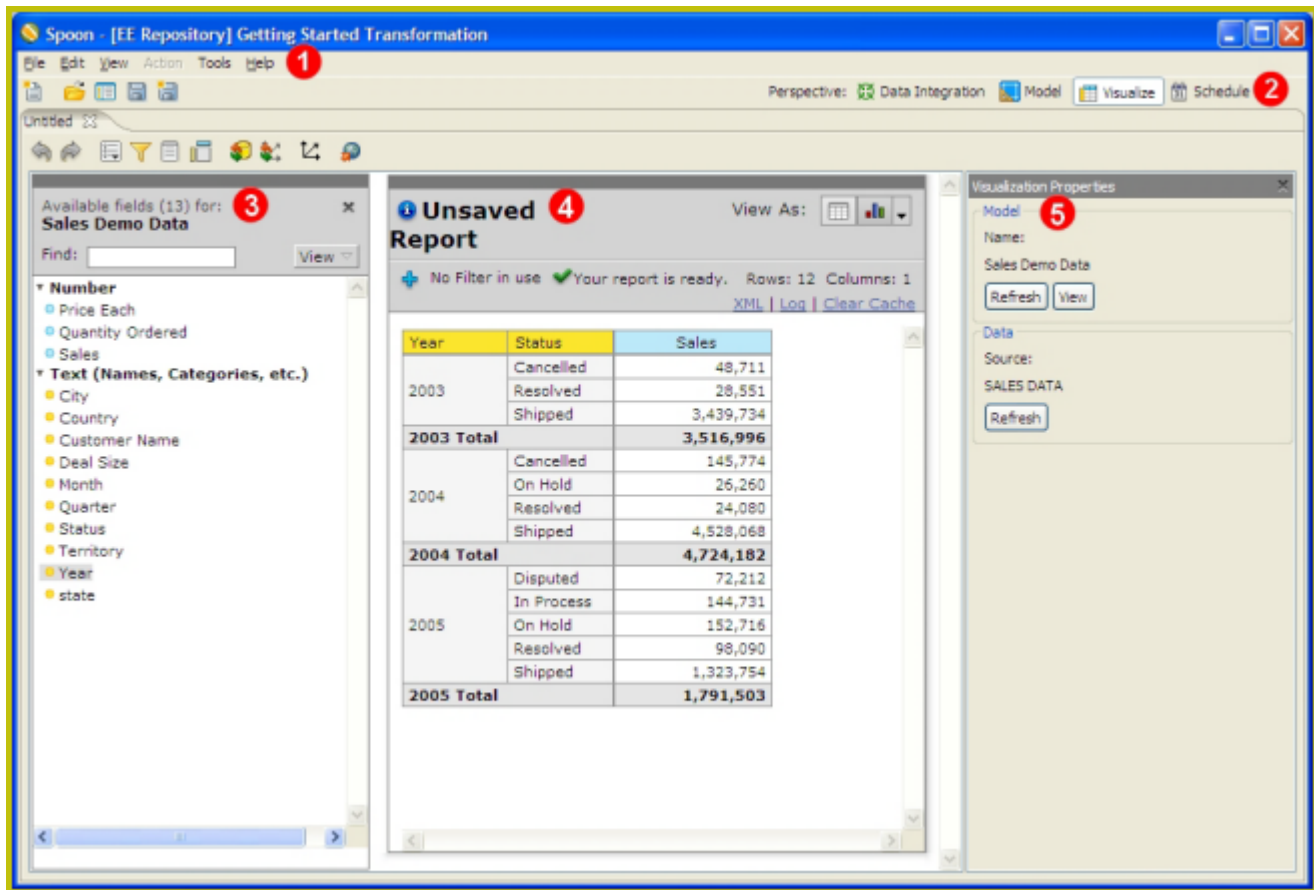 Spoon - [EE Repository] Getting Started Transformation
File Edit View Action Tools Help 1
Perspective: Data Integration Model Visualize Schedule 2
Untitled
Available fields (13) for: 3
Sales Demo Data
Find: View
Number
Price Each
Quantity Ordered
Sales
Text (Names, Categories, etc.)
City
Country
Customer Name
Deal Size
Month
Quarter
Status
Territory
Year
state
Unsaved 4
Report
View As:
No Filter in use Your report is ready. Rows: 12 Columns: 1
XML | Log | Clear Cache
Year Status Sales
2003
Cancelled 48,711
Resolved 28,551
Shipped 3,439,734
2003 Total 3,516,996
2004
Cancelled 145,774
On Hold 26,260
Resolved 24,080
Shipped 4,528,068
2004 Total 4,724,182
2005
Disputed 72,212
In Process 144,731
On Hold 152,716
Resolved 98,090
Shipped 1,323,754
2005 Total 1,791,503
Visualization Properties
Model 5
Name:
Sales Demo Data
Refresh View
Data
Source:
SALES DATA
Refresh